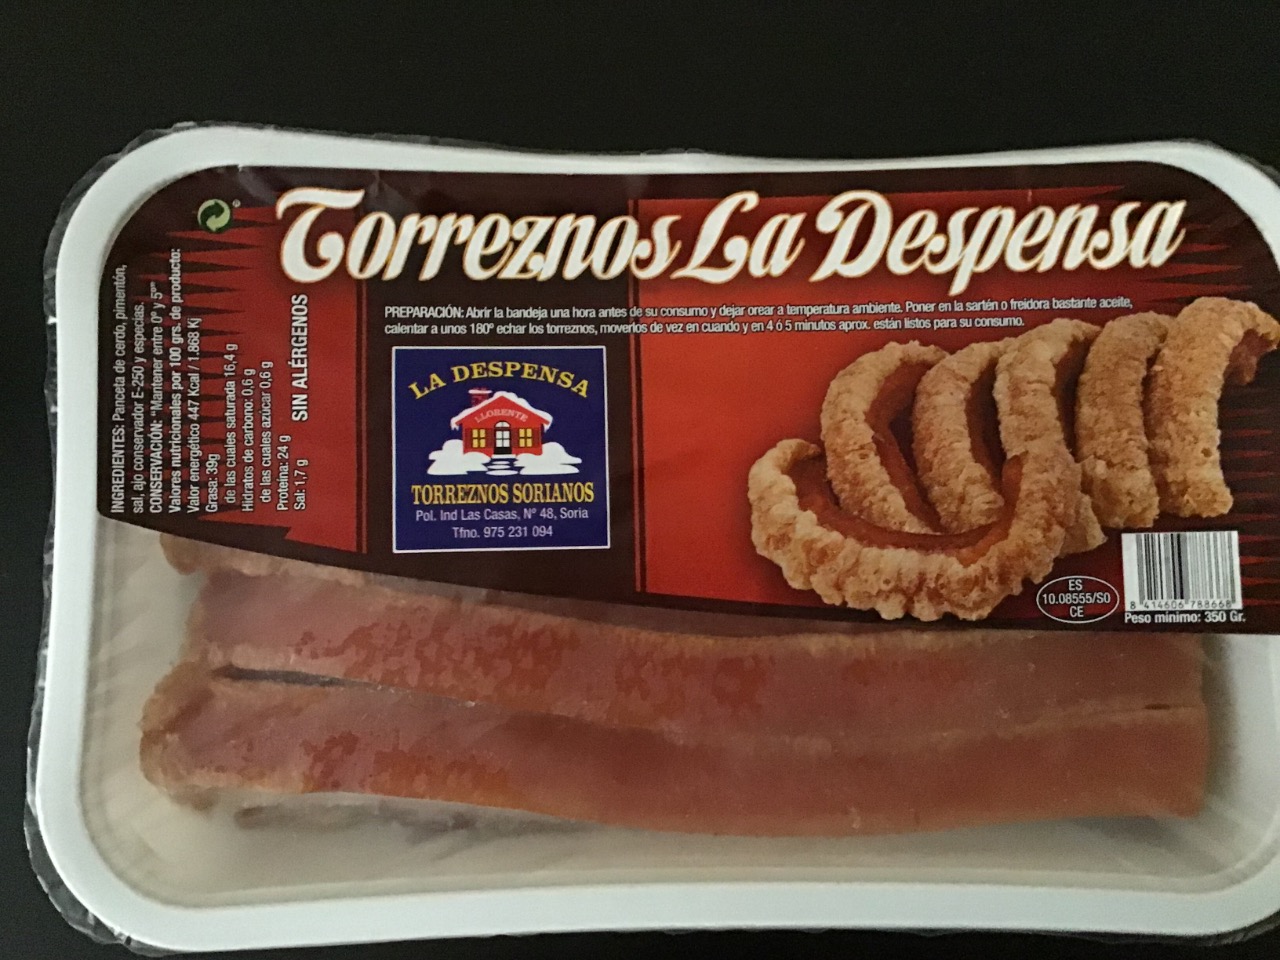 Torreznos La Despensa
PREPARACIÓN: Abrir la bandeja una hora antes de su consumo y dejar orear a temperatura ambiente. Poner en la sartén o freidora bastante aceite,
calentar a unos 180º echar los torreznos, moverlos de vez en cuando y en 4 ó 5 minutos aprox. están listos para su consumo.
INGREDIENTES: Panceta de cerdo, pimentón,
sal, ajo conservador E-250 y especias.
CONSERVACIÓN: "Mantener entre 0º y 5º"
Valores nutricionales por 100 grs. de producto:
Valor energético 447 Kcal / 1.868 Kj
Grasa: 39g
de las cuales saturada 16,4 g
Hidratos de carbono: 0,6 g
de las cuales azucar 0,6 g
Proteina: 24 g
Sal: 1,7 g
SIN ALÉRGENOS
LA DESPENSA
LLORENTE
TORREZNOS SORIANOS
Pol. Ind Las Casas, Nº 48, Soria
Tfno. 975 231 094
ES
10.08555/SO
CE
8 414606 788668
Peso minimo: 350 Gr.